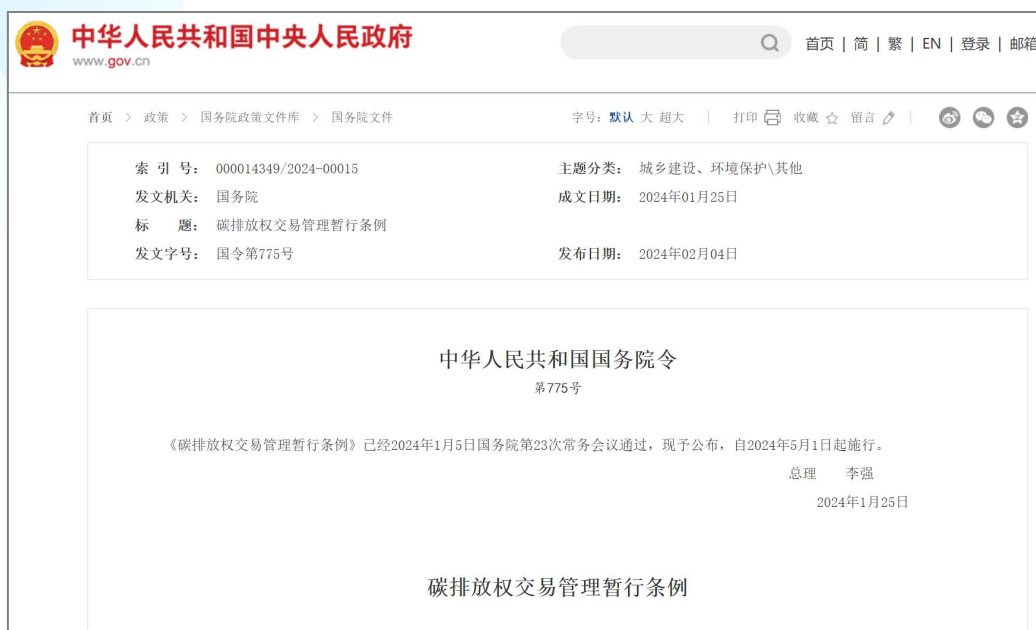 中华人民共和国中央人民政府
www.gov.cn
首页 | 简 | 繁 | EN | 登录 | 邮箱
首页 > 政策 > 国务院政策文件库 > 国务院文件
字号：默认 大 超大 | 打印 收藏 留言 |
索 引 号： 000014349/2024-00015
主题分类： 城乡建设、环境保护\其他
发文机关： 国务院
成文日期： 2024年01月25日
标 题： 碳排放权交易管理暂行条例
发文字号： 国令第775号
发布日期： 2024年02月04日
中华人民共和国国务院令
第775号
《碳排放权交易管理暂行条例》已经2024年1月5日国务院第23次常务会议通过，现予公布，自2024年5月1日起施行。
总理 李强
2024年1月25日
碳排放权交易管理暂行条例